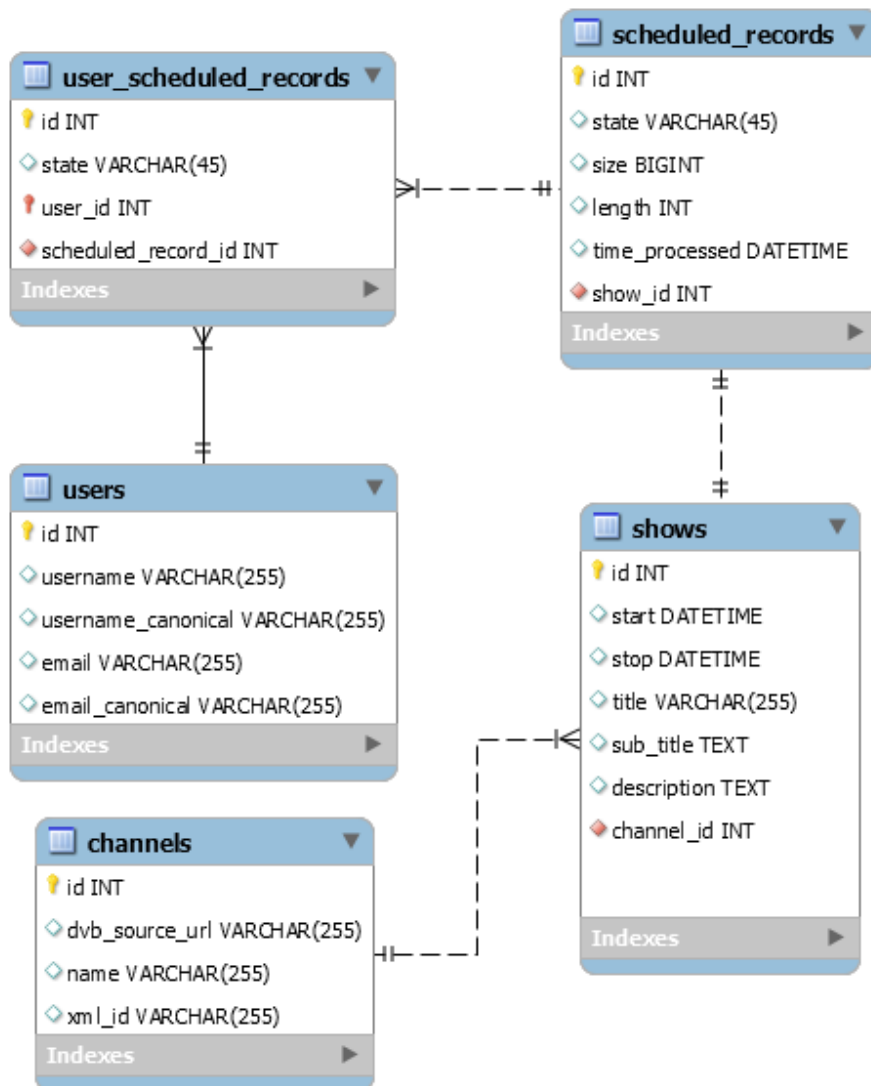 user_scheduled_records
id INT
state VARCHAR(45)
user_id INT
scheduled_record_id INT
Indexes
scheduled_records
id INT
state VARCHAR(45)
size BIGINT
length INT
time_processed DATETIME
show_id INT
Indexes
users
id INT
username VARCHAR(255)
username_canonical VARCHAR(255)
email VARCHAR(255)
email_canonical VARCHAR(255)
Indexes
shows
id INT
start DATETIME
stop DATETIME
title VARCHAR(255)
sub_title TEXT
description TEXT
channel_id INT
Indexes
channels
id INT
dvb_source_url VARCHAR(255)
name VARCHAR(255)
xml_id VARCHAR(255)
Indexes